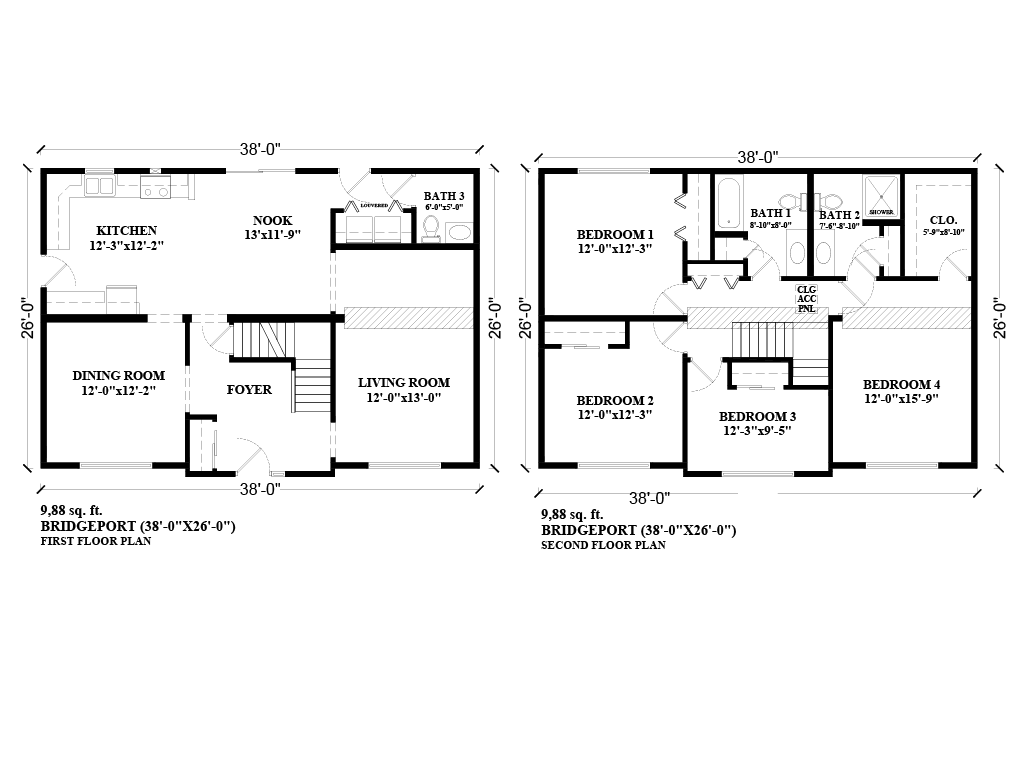 38'-0"
26'-0"
KITCHEN
12'-3"x12'-2"
NOOK
13'x11'-9"
LOUVERED
BATH 3
6'-0"x5'-0"
26'-0"
DINING ROOM
12'-0"x12'-2"
FOYER
LIVING ROOM
12'-0"x13'-0"
38'-0"
9,88 sq. ft.
BRIDGEPORT (38'-0"X26'-0")
FIRST FLOOR PLAN
38'-0"
26'-0"
BEDROOM 1
12'-0"x12'-3"
BATH 1
8'-10"x8'-0"
BATH 2
7'-6"-8'-10"
SHOWER
CLO.
5'-9"x8'-10"
CLG
ACC
PNL
26'-0"
BEDROOM 2
12'-0"x12'-3"
BEDROOM 3
12'-3"x9'-5"
BEDROOM 4
12'-0"x15'-9"
38'-0"
9,88 sq. ft.
BRIDGEPORT (38'-0"X26'-0")
SECOND FLOOR PLAN